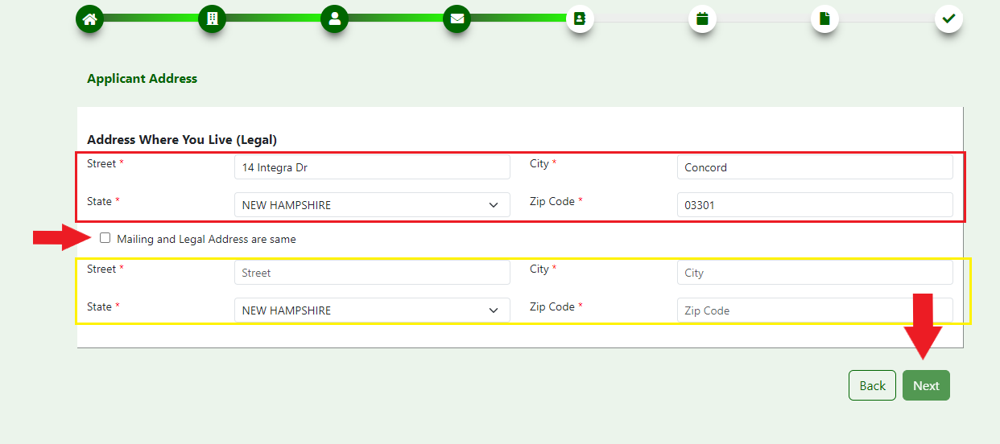 Applicant Address
Address Where You Live (Legal)
Street * 14 Integra Dr City * Concord
State * NEW HAMPSHIRE Zip Code * 03301
Mailing and Legal Address are same
Street * Street City * City
State * NEW HAMPSHIRE Zip Code * Zip Code
Back Next